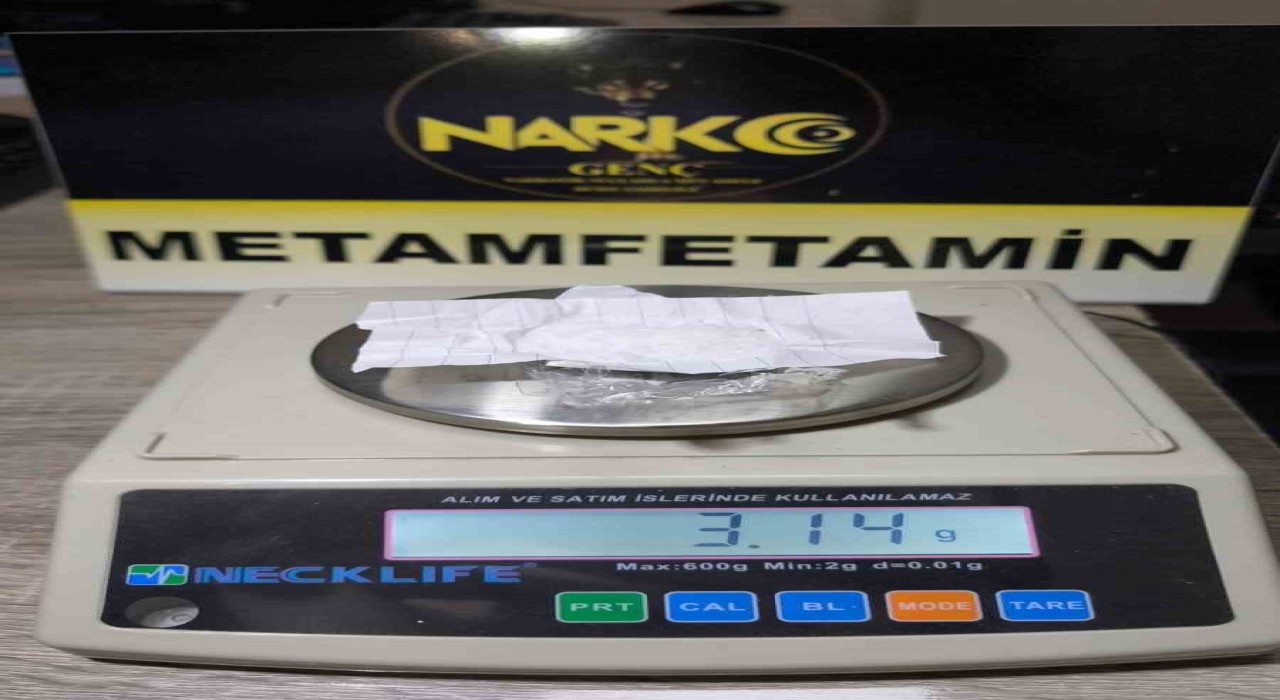 NARKO
GENÇ
METAMFETAMİN
ALIM VE SATIM İSLERİNDE KULLANILAMAZ
3.14 g
NECKLIFE®
Max:600g Min:2g d=0.01g
PRT CAL BL MODE TARE